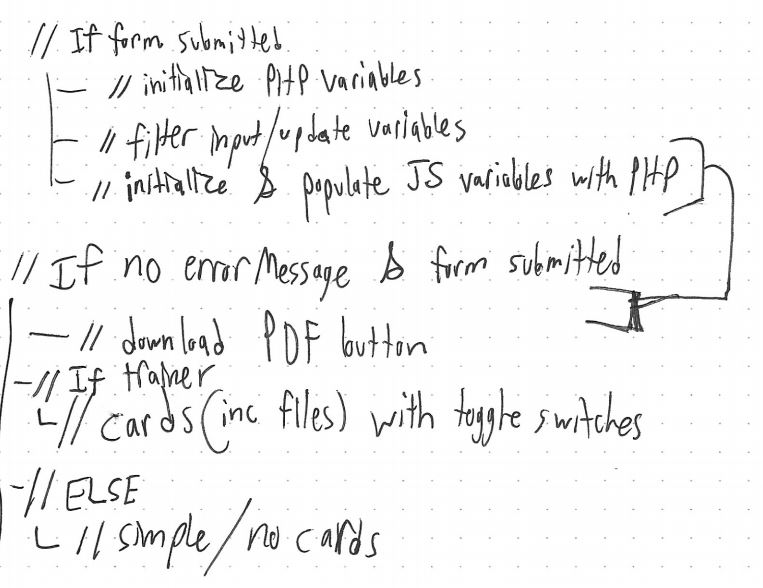 // If form submitted
// initialize PHP variables
// filter input/update variables
// initialize & populate JS variables with PHP
// If no errorMessage & form submitted
// download PDF button
// If trainer
// cards (inc files) with toggle switches
// ELSE
// simple/no cards